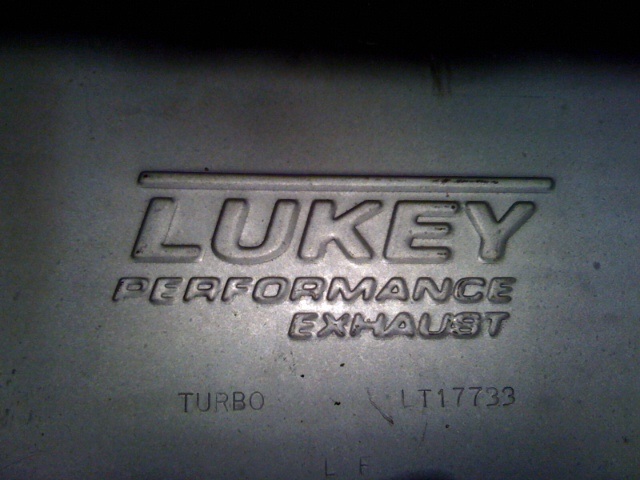 LUKEY
PERFORMANCE
EXHAUST
TURBO LT17733
L F